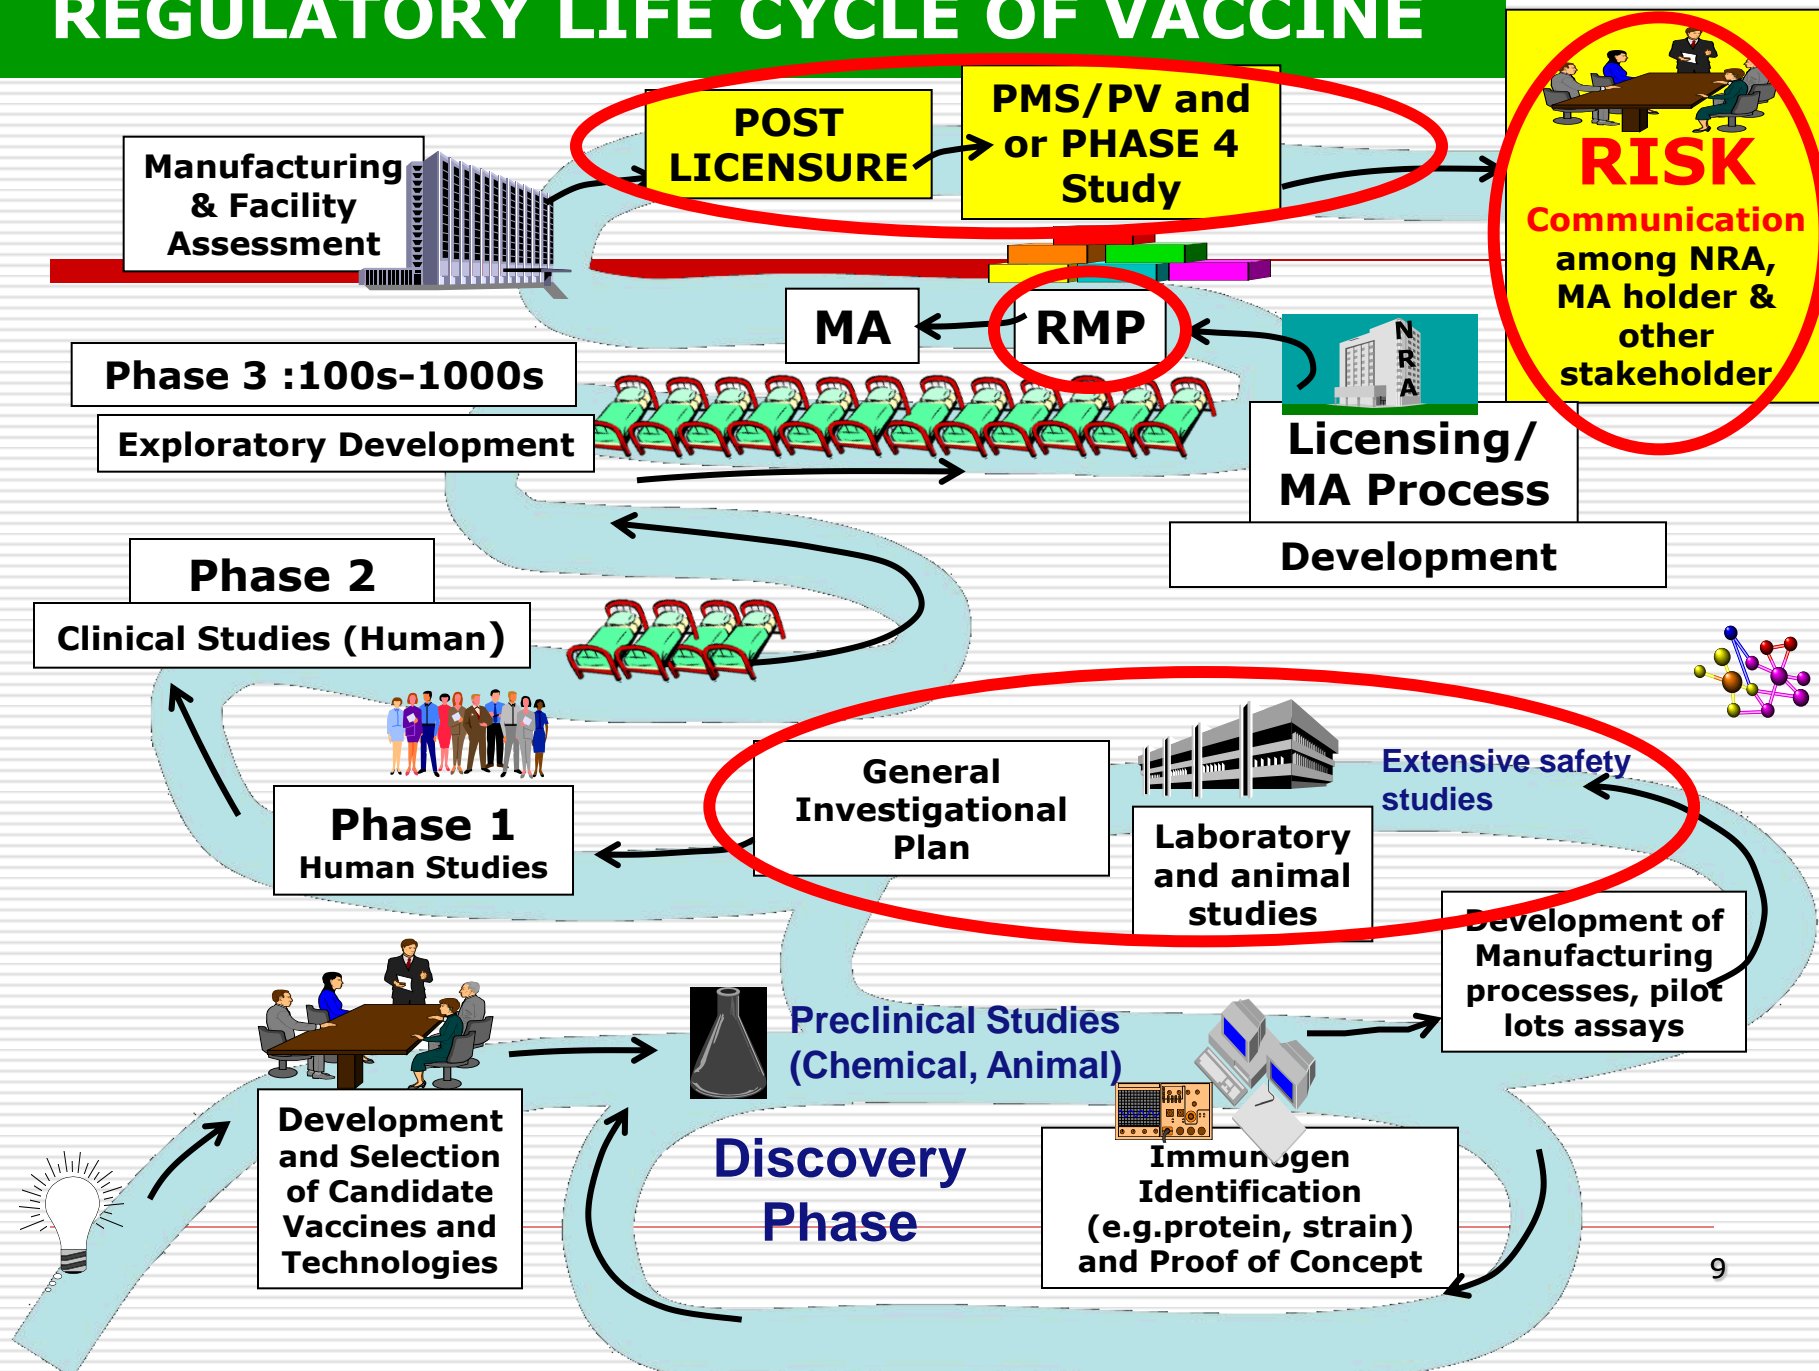 REGULATORY LIFE CYCLE OF VACCINE
POST
LICENSURE
PMS/PV and
or PHASE 4
Study
RISK
Communication
among NRA,
MA holder &
other
stakeholder
Manufacturing
& Facility
Assessment
MA
RMP
N
R
A
Phase 3 :100s-1000s
Exploratory Development
Licensing/
MA Process
Development
Phase 2
Clinical Studies (Human)
General
Investigational
Plan
Extensive safety
studies
Laboratory
and animal
studies
Phase 1
Human Studies
Development of
Manufacturing
processes, pilot
lots assays
Preclinical Studies
(Chemical, Animal)
Development
and Selection
of Candidate
Vaccines and
Technologies
Discovery
Phase
Immunogen
Identification
(e.g.protein, strain)
and Proof of Concept
9